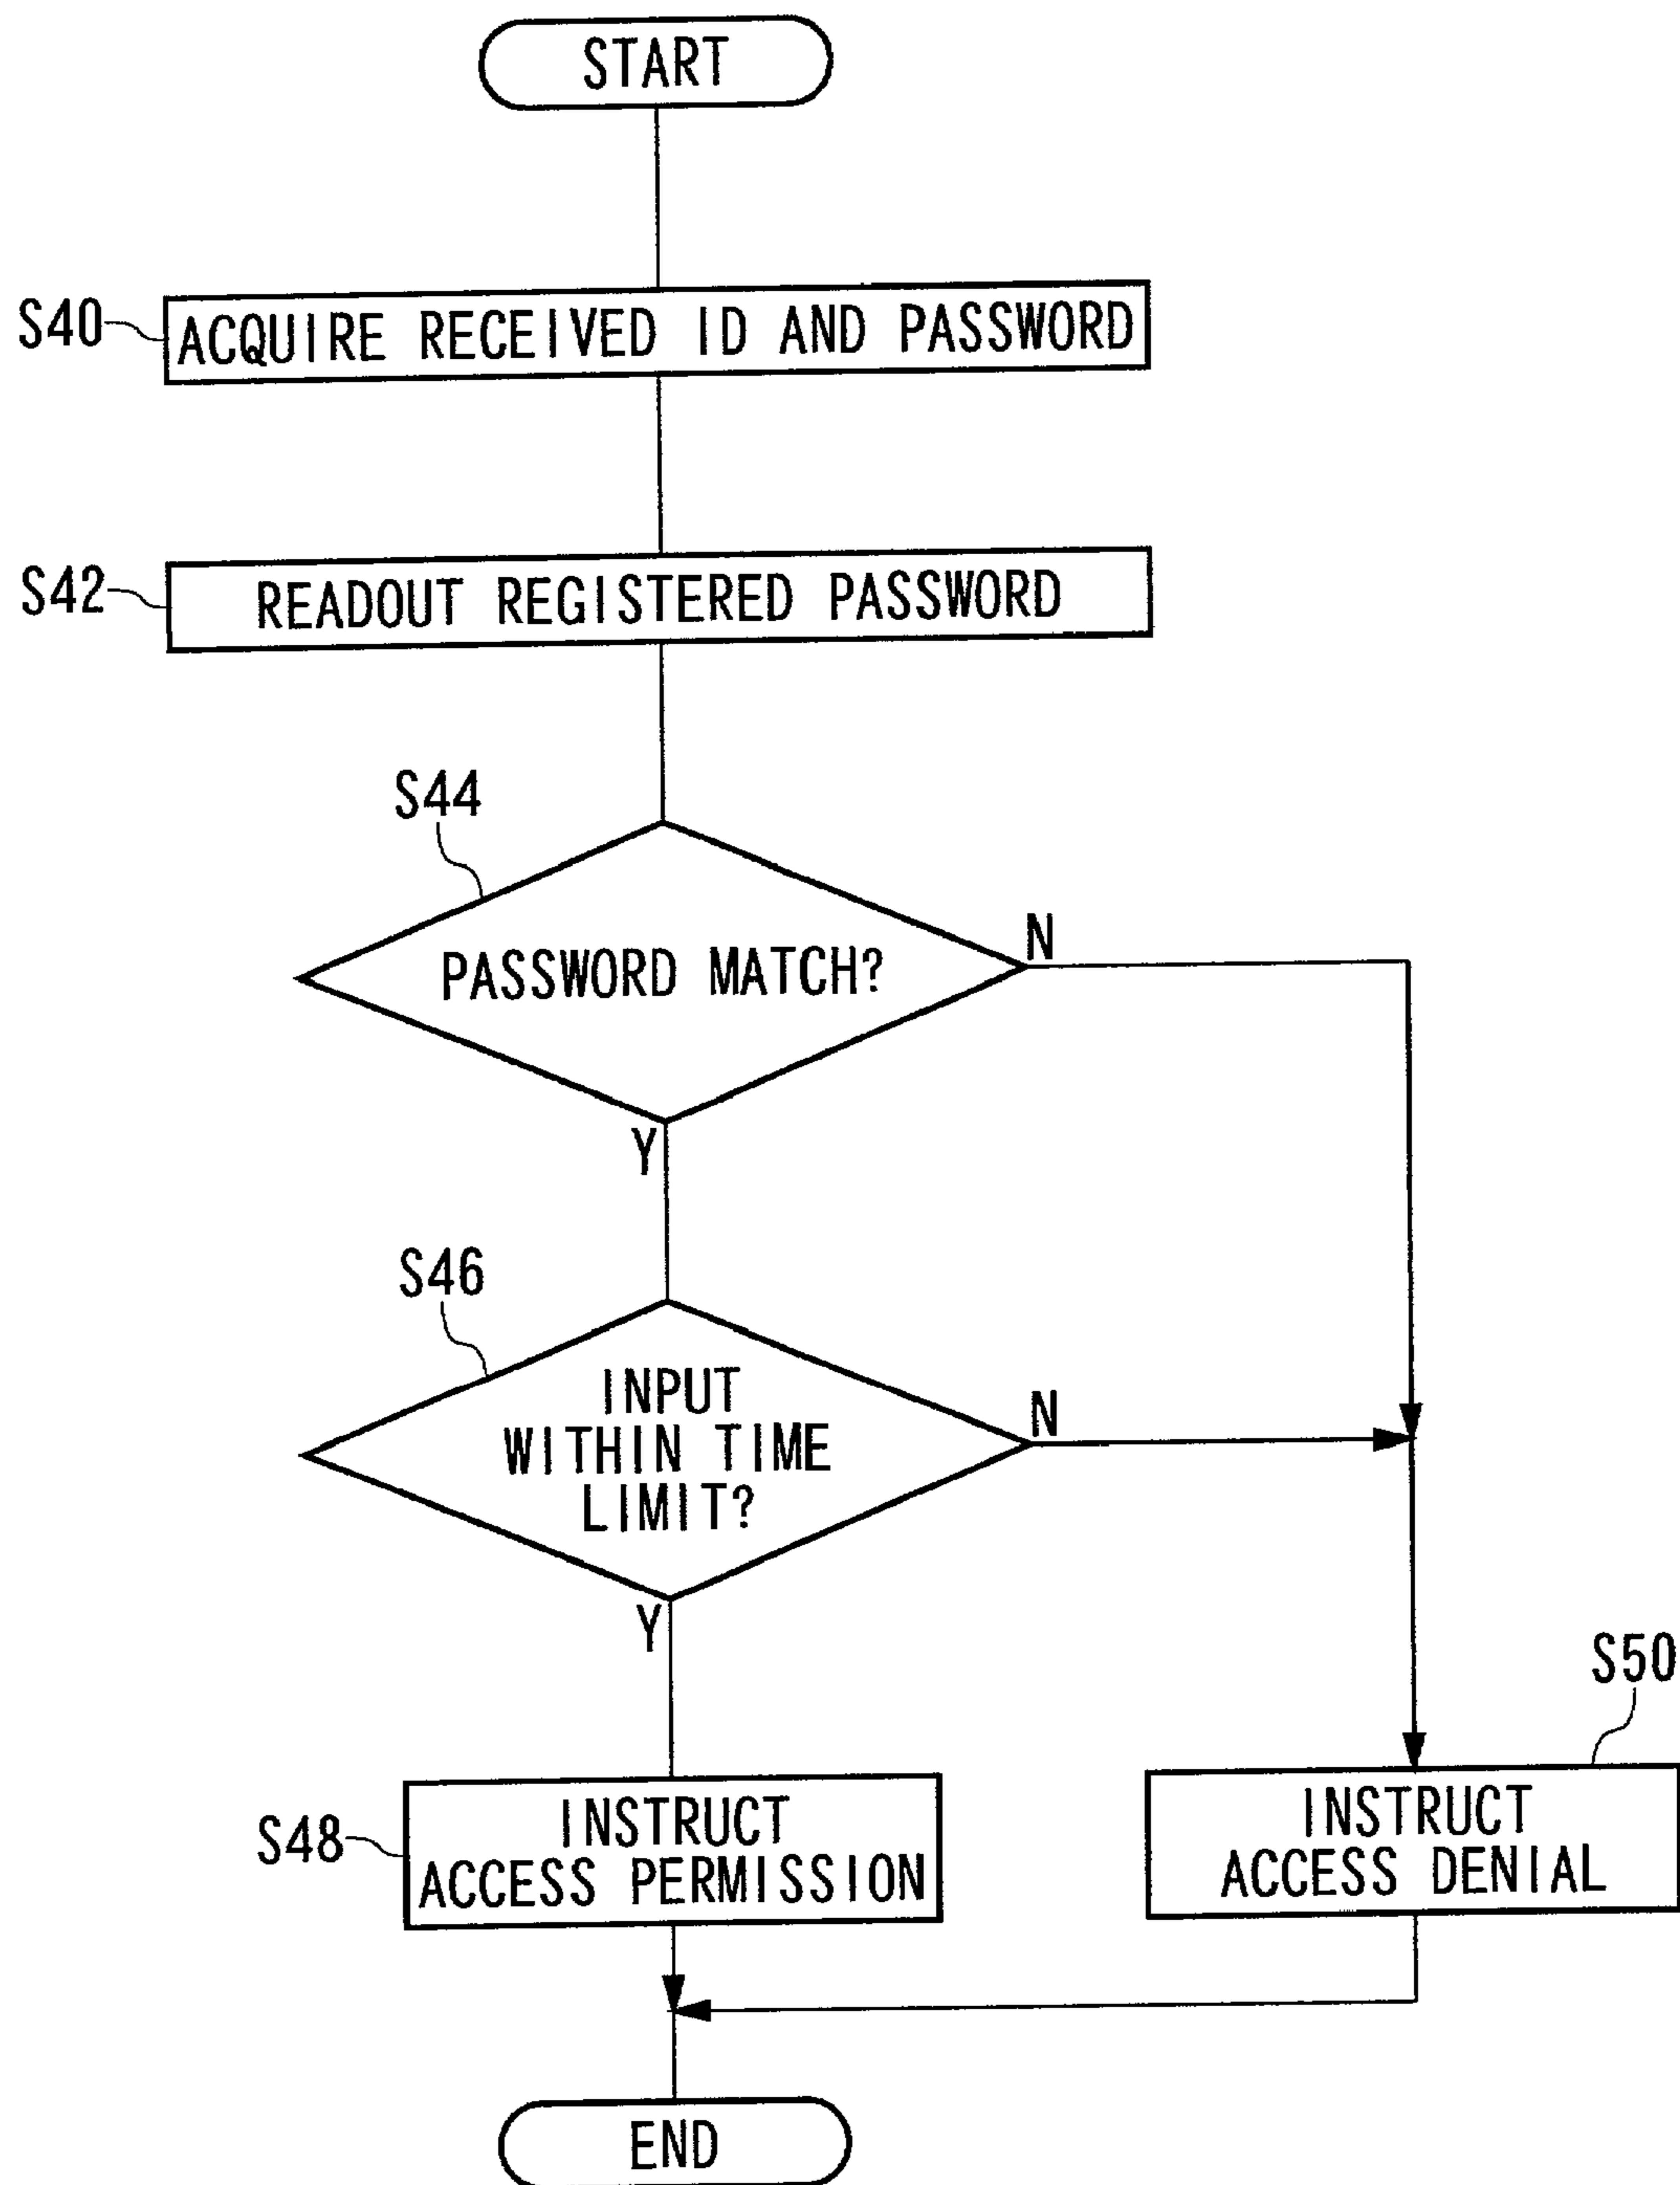 START
S40
ACQUIRE RECEIVED ID AND PASSWORD
S42
READOUT REGISTERED PASSWORD
S44
PASSWORD MATCH?
N
Y
S46
INPUT
WITHIN TIME
LIMIT?
N
Y
S48
INSTRUCT
ACCESS PERMISSION
S50
INSTRUCT
ACCESS DENIAL
END